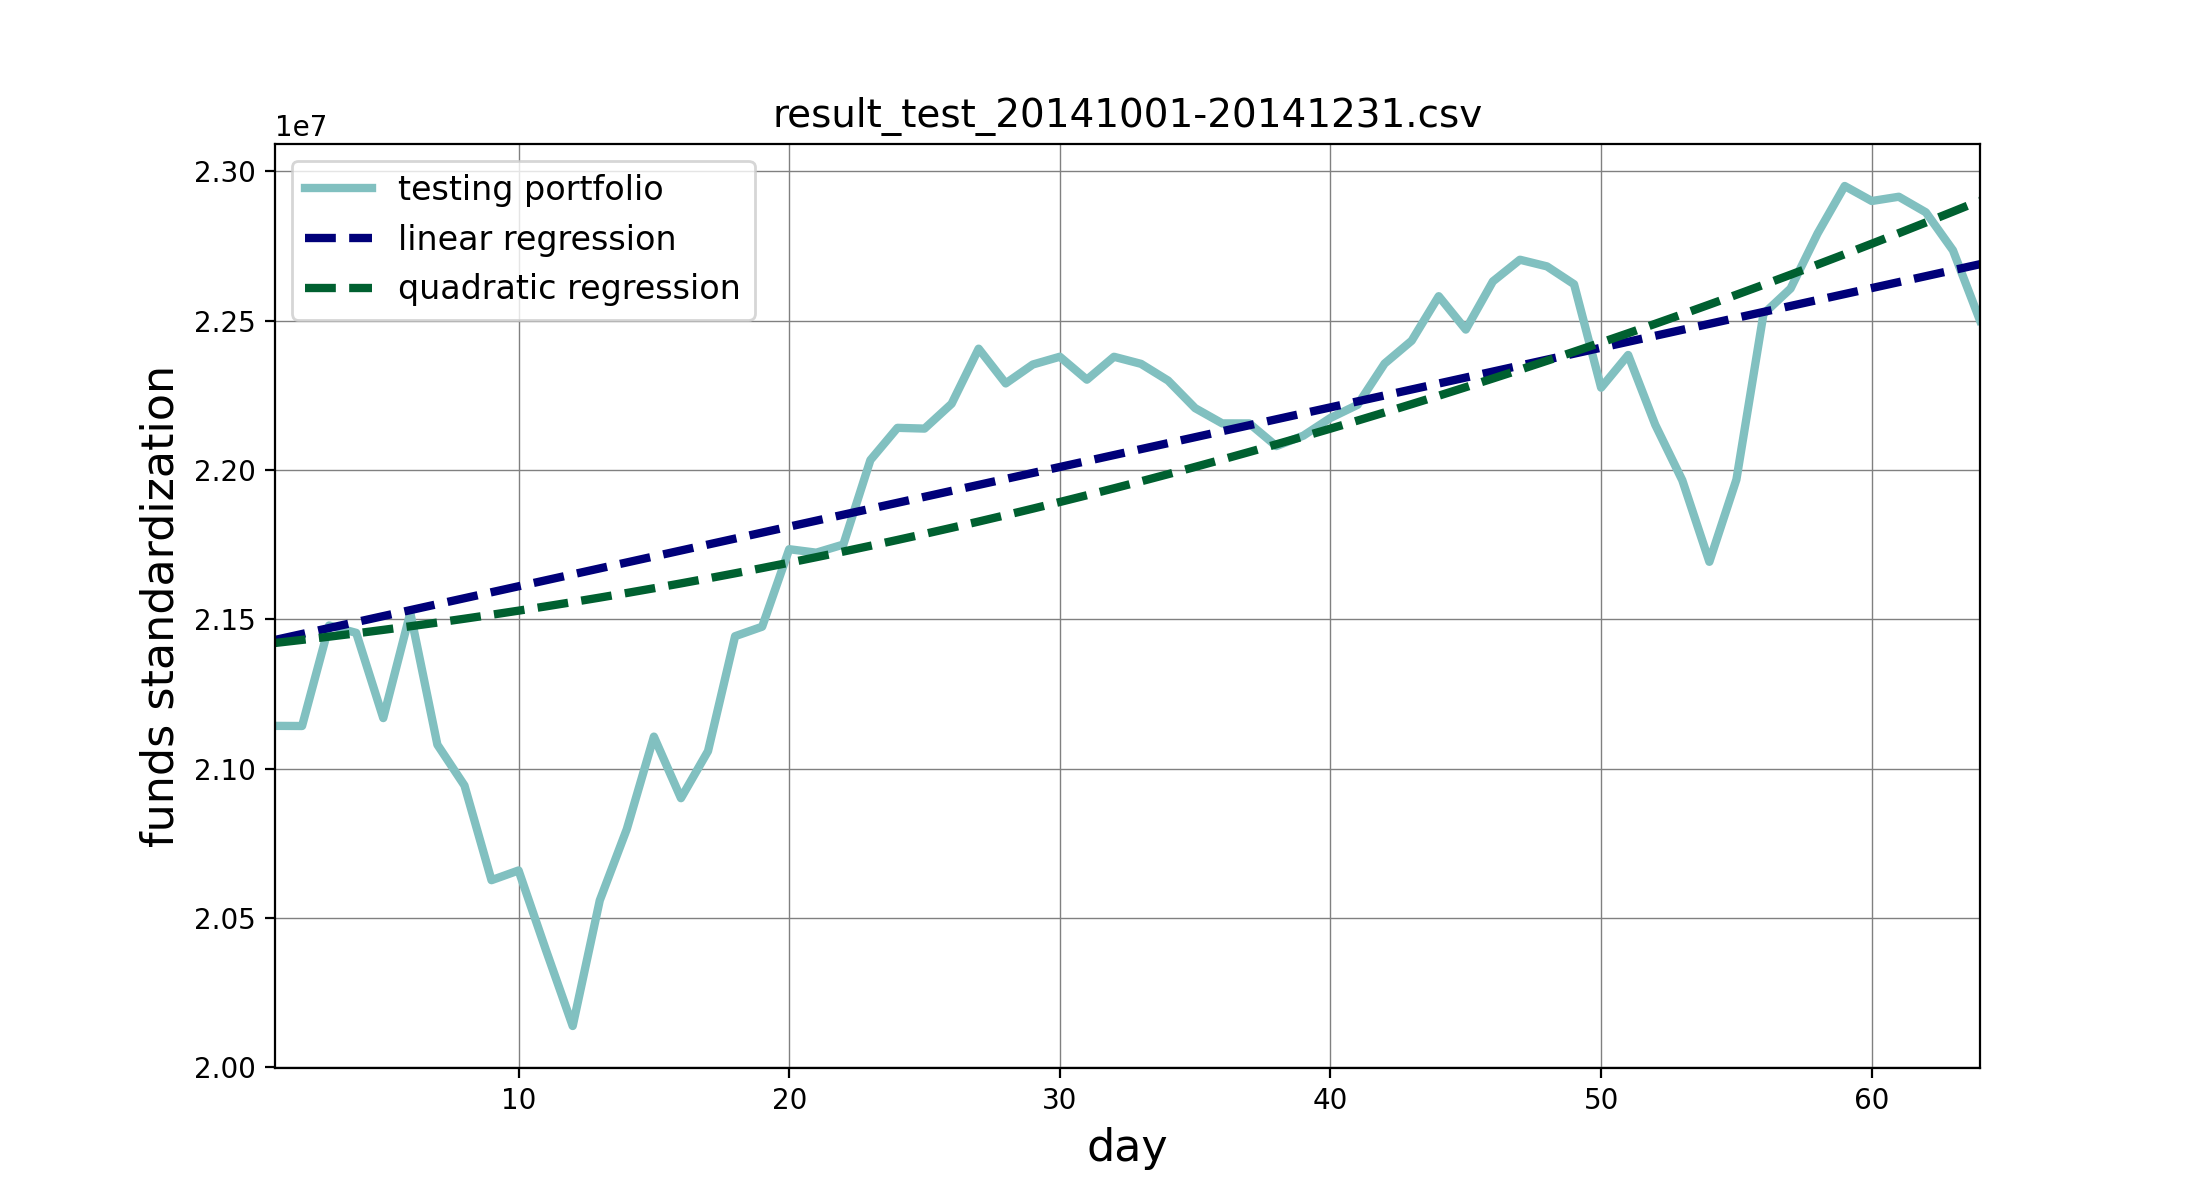 result_test_20141001-20141231.csv
1e7
2.30
2.25
2.20
2.15
2.10
2.05
2.00
funds standardization
testing portfolio
linear regression
quadratic regression
10 20 30 40 50 60
day